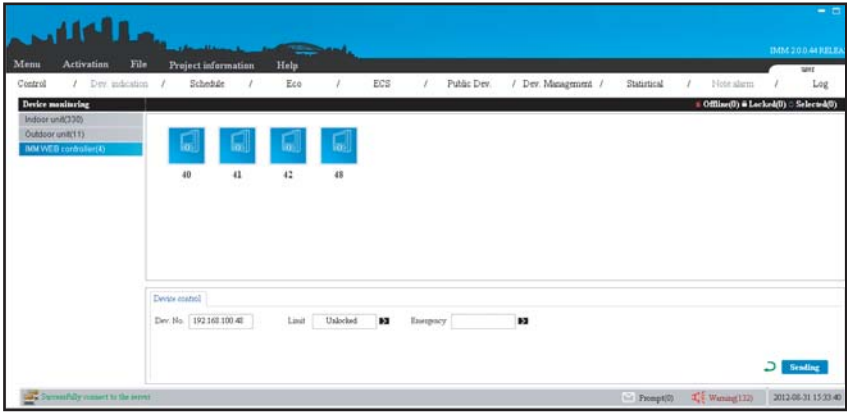 IMM 2.0.0.44 RELEA
Menu Activation File Project information Help
Control / Dev. indication / Schedule / Eco / ECS / Public Dev. / Dev. Management / Statistical / Note alarm / Log
Device monitoring Offline(0) Locked(0) Selected(0)
Indoor unit(330)
Outdoor unit(11)
IMM WEB controller(4)
40 41 42 48
Device control
Dev. No. 192.168.100.48 Limit Unlocked Emergency
Sending
Successfully connect to the server Prompt(0) Warning(132) 2012-08-31 15:33:40